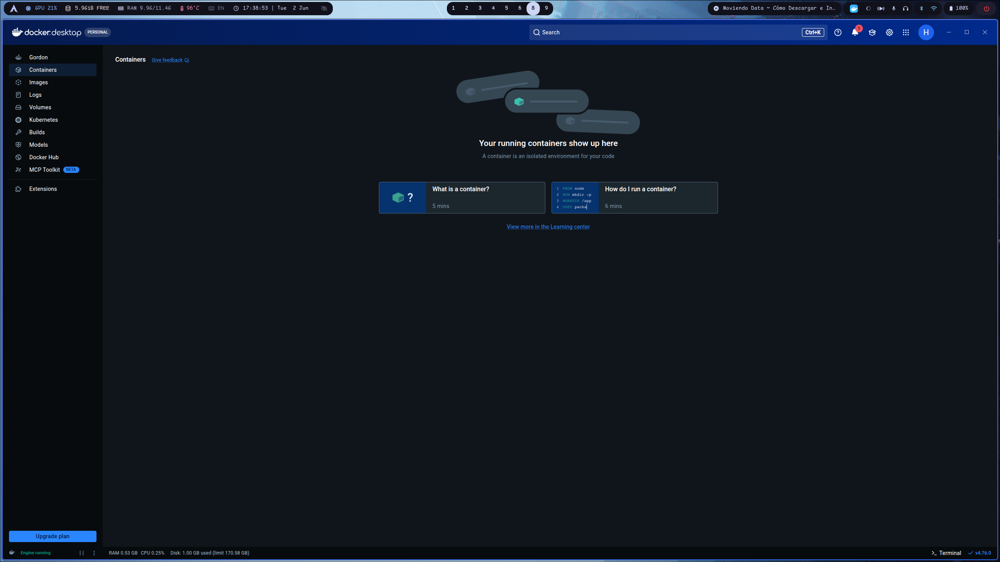 GPU 21% 5.9GiB FREE RAM 9.9G/11.4G 96°C EN 17:38:53 | Tue 2 Jun
1 2 3 4 5 6 8 9
Moviendo Data ~ Cómo Descargar e In… 100%
docker.desktop PERSONAL
Search Ctrl+K
1
H
Gordon
Containers
Images
Logs
Volumes
Kubernetes
Builds
Models
Docker Hub
MCP Toolkit BETA
Extensions
Upgrade plan
Containers Give feedback
Your running containers show up here
A container is an isolated environment for your code
?
What is a container?
5 mins
1 FROM node
2 RUN mkdir -p
3 WORKDIR /app
4 COPY packa
How do I run a container?
6 mins
View more in the Learning center
Engine running
RAM 0.53 GB CPU 0.25% Disk: 1.00 GB used (limit 170.58 GB)
Terminal v4.76.0